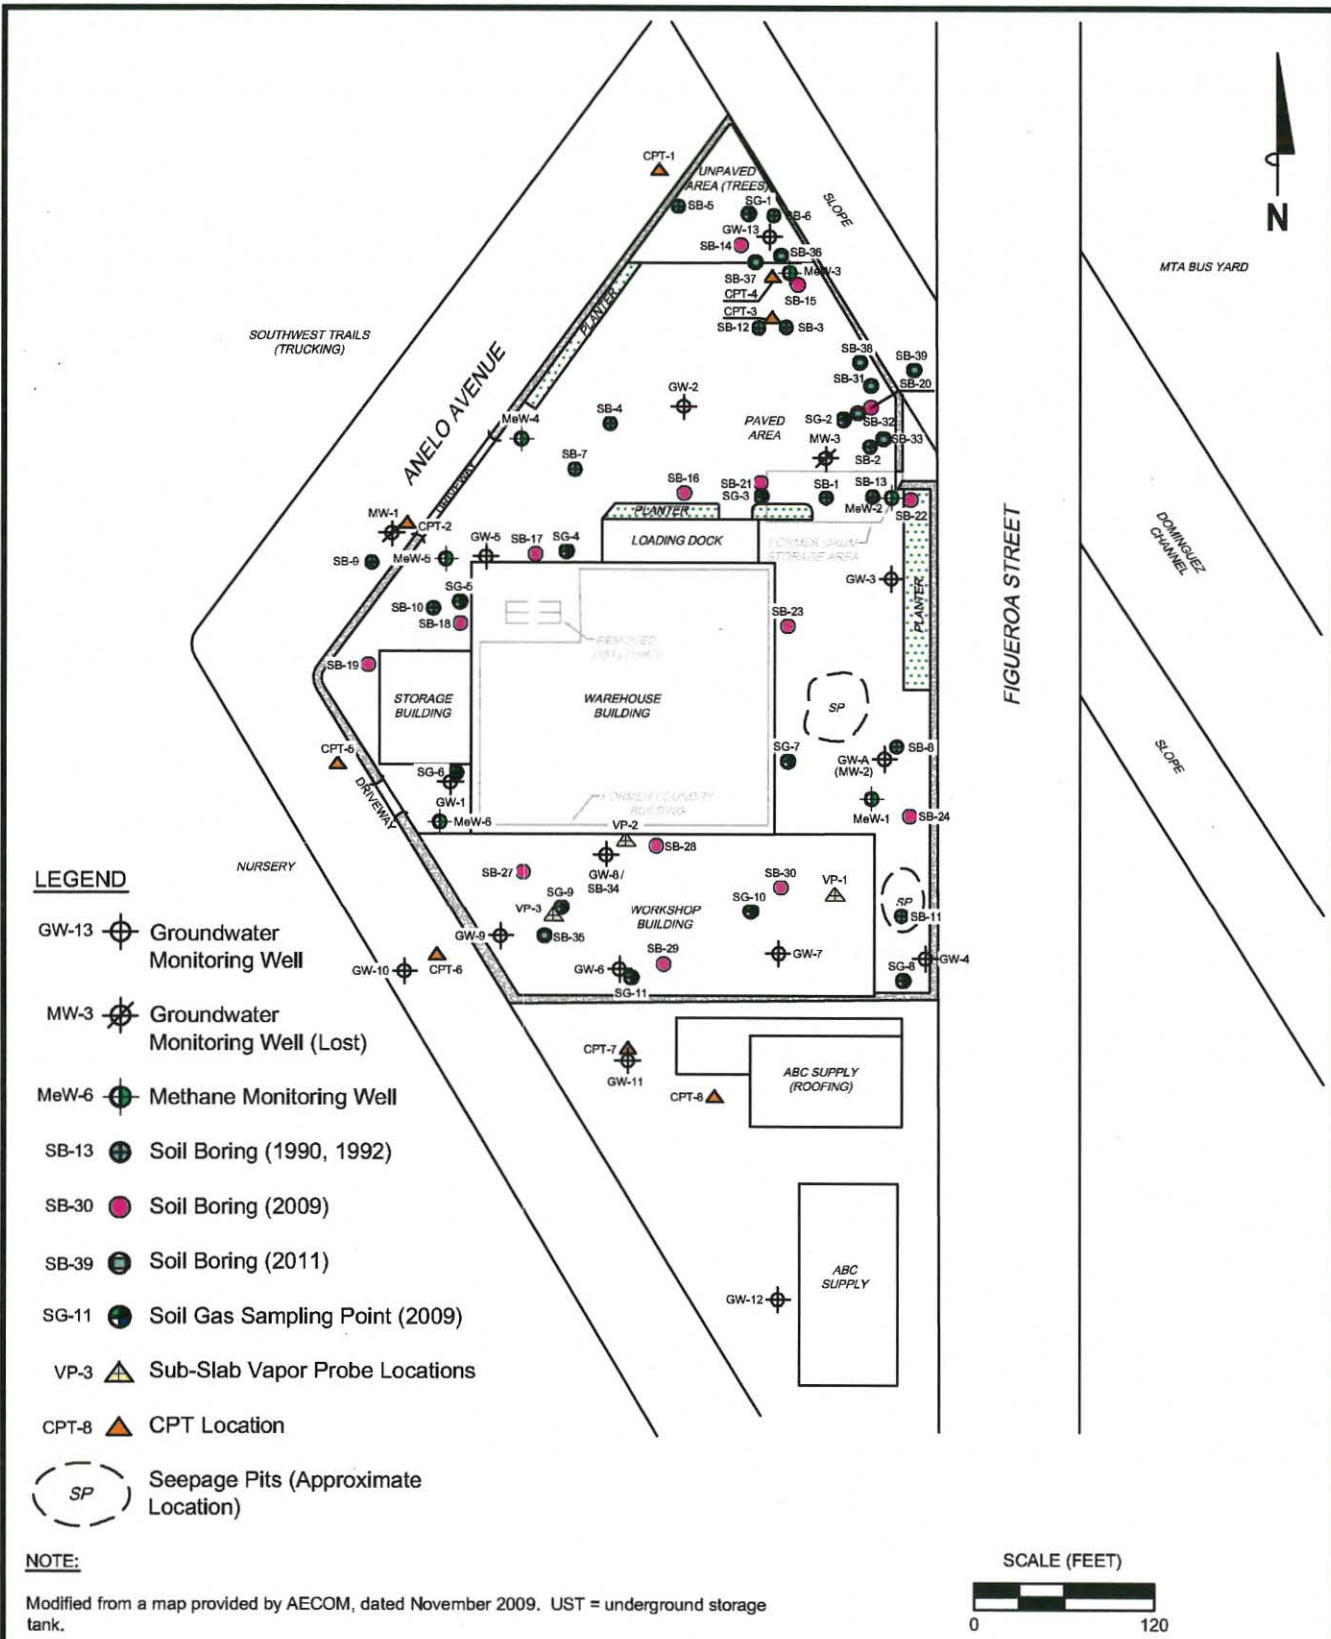 CPT-1
UNPAVED
AREA (TREES)
SB-5
SG-1
SB-6
SLOPE
GW-13
SB-14
SB-36
N
SB-37
MeW-3
MTA BUS YARD
CPT-4
SB-15
PLANTER
CPT-3
SB-12
SB-3
SOUTHWEST TRAILS
(TRUCKING)
SB-38
SB-39
SB-31
SB-20
ANELO AVENUE
GW-2
MeW-4
SB-4
PAVED
AREA
SG-2
SB-32
SB-33
MW-3
SB-2
SB-7
DRIVEWAY
SB-16
SB-21
SG-3
SB-1
SB-13
MeW-2
SB-22
MW-1
CPT-2
PLANTER
LOADING DOCK
FORMER DRUM
STORAGE AREA
FIGUEROA STREET
DOMINGUEZ
CHANNEL
SB-9
MeW-5
GW-5
SB-17
SG-4
GW-3
PLANTER
SG-5
SB-10
SB-18
SB-23
REMOVED
USTs (1987)
SB-19
STORAGE
BUILDING
WAREHOUSE
BUILDING
SP
CPT-5
SG-7
SB-8
GW-A
(MW-2)
SLOPE
SG-6
GW-1
DRIVEWAY
FORMER FOUNDRY
BUILDING
MeW-6
MeW-1
SB-24
VP-2
SB-28
GW-8/
SB-34
NURSERY
SB-27
SB-30
VP-1
SG-9
VP-3
SG-10
SP
SB-11
WORKSHOP
BUILDING
GW-9
SB-35
GW-10
CPT-6
GW-6
SB-29
GW-7
GW-4
SG-8
SG-11
CPT-7
GW-11
ABC SUPPLY
(ROOFING)
CPT-8
ABC
SUPPLY
GW-12
LEGEND
GW-13 Groundwater
Monitoring Well
MW-3 Groundwater
Monitoring Well (Lost)
MeW-6 Methane Monitoring Well
SB-13 Soil Boring (1990, 1992)
SB-30 Soil Boring (2009)
SB-39 Soil Boring (2011)
SG-11 Soil Gas Sampling Point (2009)
VP-3 Sub-Slab Vapor Probe Locations
CPT-8 CPT Location
SP Seepage Pits (Approximate
Location)
NOTE:
Modified from a map provided by AECOM, dated November 2009. UST = underground storage
tank.
SCALE (FEET)
0 120